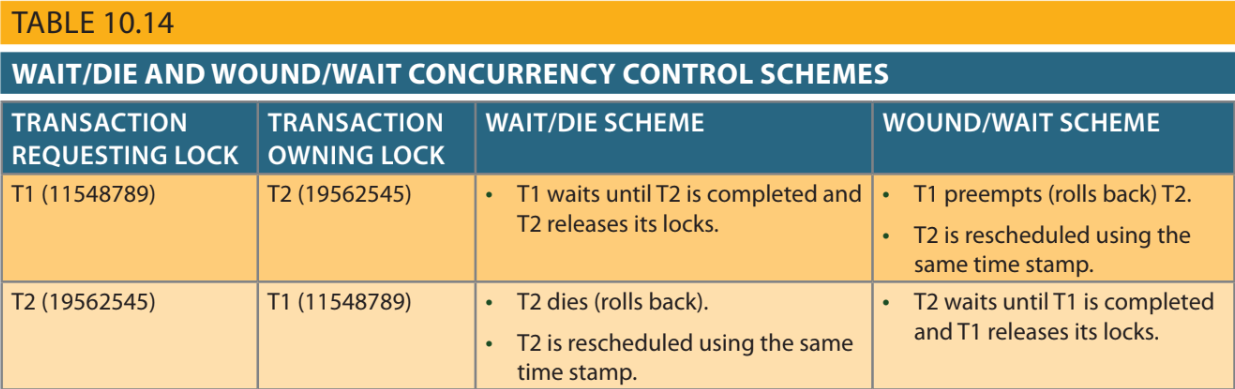 TABLE 10.14
WAIT/DIE AND WOUND/WAIT CONCURRENCY CONTROL SCHEMES
TRANSACTION
REQUESTING LOCK
TRANSACTION
OWNING LOCK
WAIT/DIE SCHEME
WOUND/WAIT SCHEME
T1 (11548789)
T2 (19562545)
• T1 waits until T2 is completed and
T2 releases its locks.
• T1 preempts (rolls back) T2.
• T2 is rescheduled using the
same time stamp.
T2 (19562545)
T1 (11548789)
• T2 dies (rolls back).
• T2 is rescheduled using the same
time stamp.
• T2 waits until T1 is completed
and T1 releases its locks.